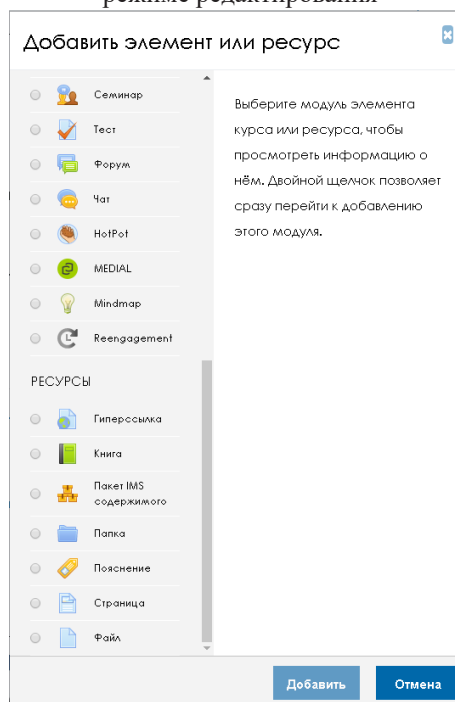 режиме редактирования
Добавить элемент или ресурс
Семинар
Тест
Форум
Чат
HotPot
MEDIAL
Mindmap
Reengagement
РЕСУРСЫ
Гиперссылка
Книга
Пакет IMS
содержимого
Папка
Пояснение
Страница
Файл
Выберите модуль элемента
курса или ресурса, чтобы
просмотреть информацию о
нём. Двойной щелчок позволяет
сразу перейти к добавлению
этого модуля.
Добавить
Отмена